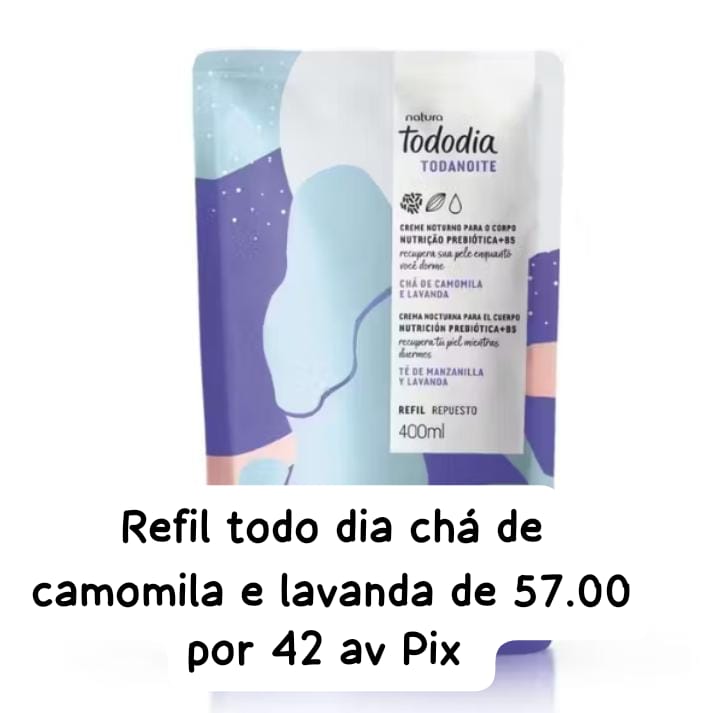 natura
Tododia
TODANOITE
CREME NOTURNO PARA O CORPO
NUTRIÇÃO PREBIÓTICA+B5
recupera sua pele enquanto
você dorme
CHÁ DE CAMOMILA
E LAVANDA
CREMA NOCTURNA PARA EL CUERPO
NUTRICIÓN PREBIÓTICA+B5
recupera tú piel mientras
duermes
TÉ DE MANZANILLA
Y LAVANDA
REFIL REPUESTO
400ml
Refil todo dia chá de
camomila e lavanda de 57.00
por 42 av Pix